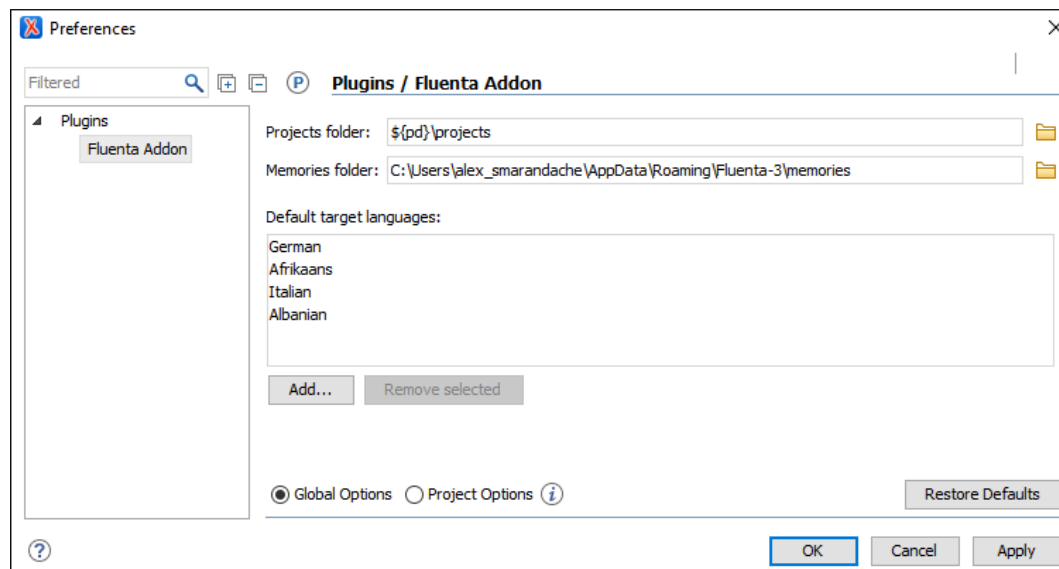 Preferences
Filtered
P
Plugins / Fluenta Addon
Plugins
Fluenta Addon
Projects folder: ${pd}\projects
Memories folder: C:\Users\alex_smarandache\AppData\Roaming\Fluenta-3\memories
Default target languages:
German
Afrikaans
Italian
Albanian
Add... Remove selected
Global Options Project Options i Restore Defaults
? OK Cancel Apply